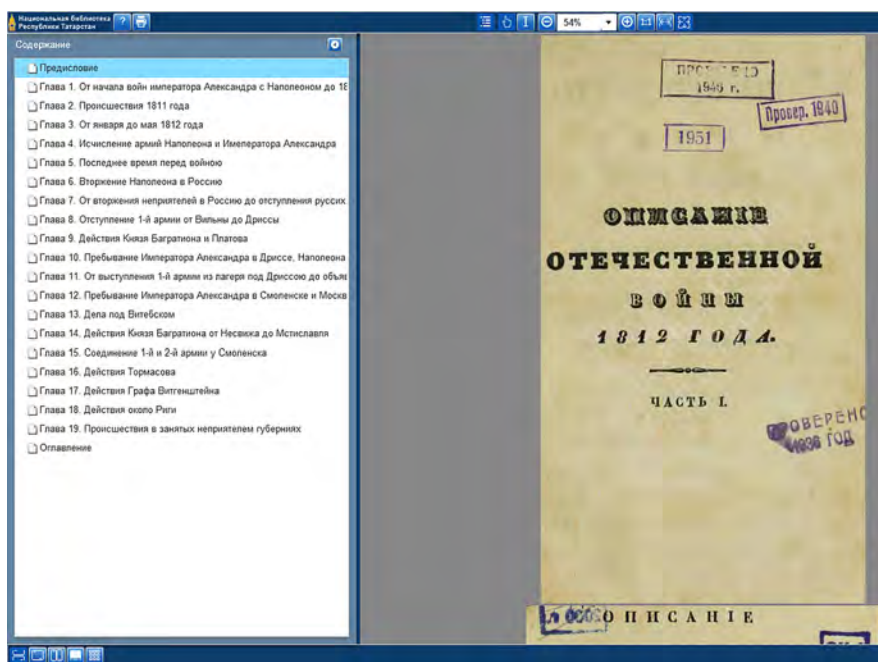 Национальная библиотека
Республики Татарстан
?
54%
1:1
Содержание
Предисловие
Глава 1. От начала войн императора Александра с Наполеоном до 18
Глава 2. Происшествия 1811 года
Глава 3. От января до мая 1812 года
Глава 4. Исчисление армий Наполеона и Имеператора Александра
Глава 5. Последнее время перед войною
Глава 6. Вторжение Наполеона в Россию
Глава 7. От вторжения неприятелей в Россию до отступления русских
Глава 8. Отступление 1-й армии от Вильны до Дриссы
Глава 9. Действия Князя Багратиона и Платова
Глава 10. Пребывание Императора Александра в Дриссе, Наполеона
Глава 11. От выступления 1-й армии из лагеря под Дриссою до объя
Глава 12. Пребывание Императора Александра в Смоленске и Москв
Глава 13. Дела под Витебском
Глава 14. Действия Князя Багратиона от Несвижа до Мстиславля
Глава 15. Соединение 1-й и 2-й армии у Смоленска
Глава 16. Действия Тормасова
Глава 17. Действия Графа Витгенштейна
Глава 18. Действия около Риги
Глава 19. Происшествия в занятых неприятелем губерниях
Оглавление
1940 г.
Провер. 1940
1951
ОПИСАНІЕ
ОТЕЧЕСТВЕННОЙ
ВОЙНЫ
1812 ГОДА.
ЧАСТЬ I.
РОВЕРЕНО
1936 ГОД
ОПИСАНІЕ